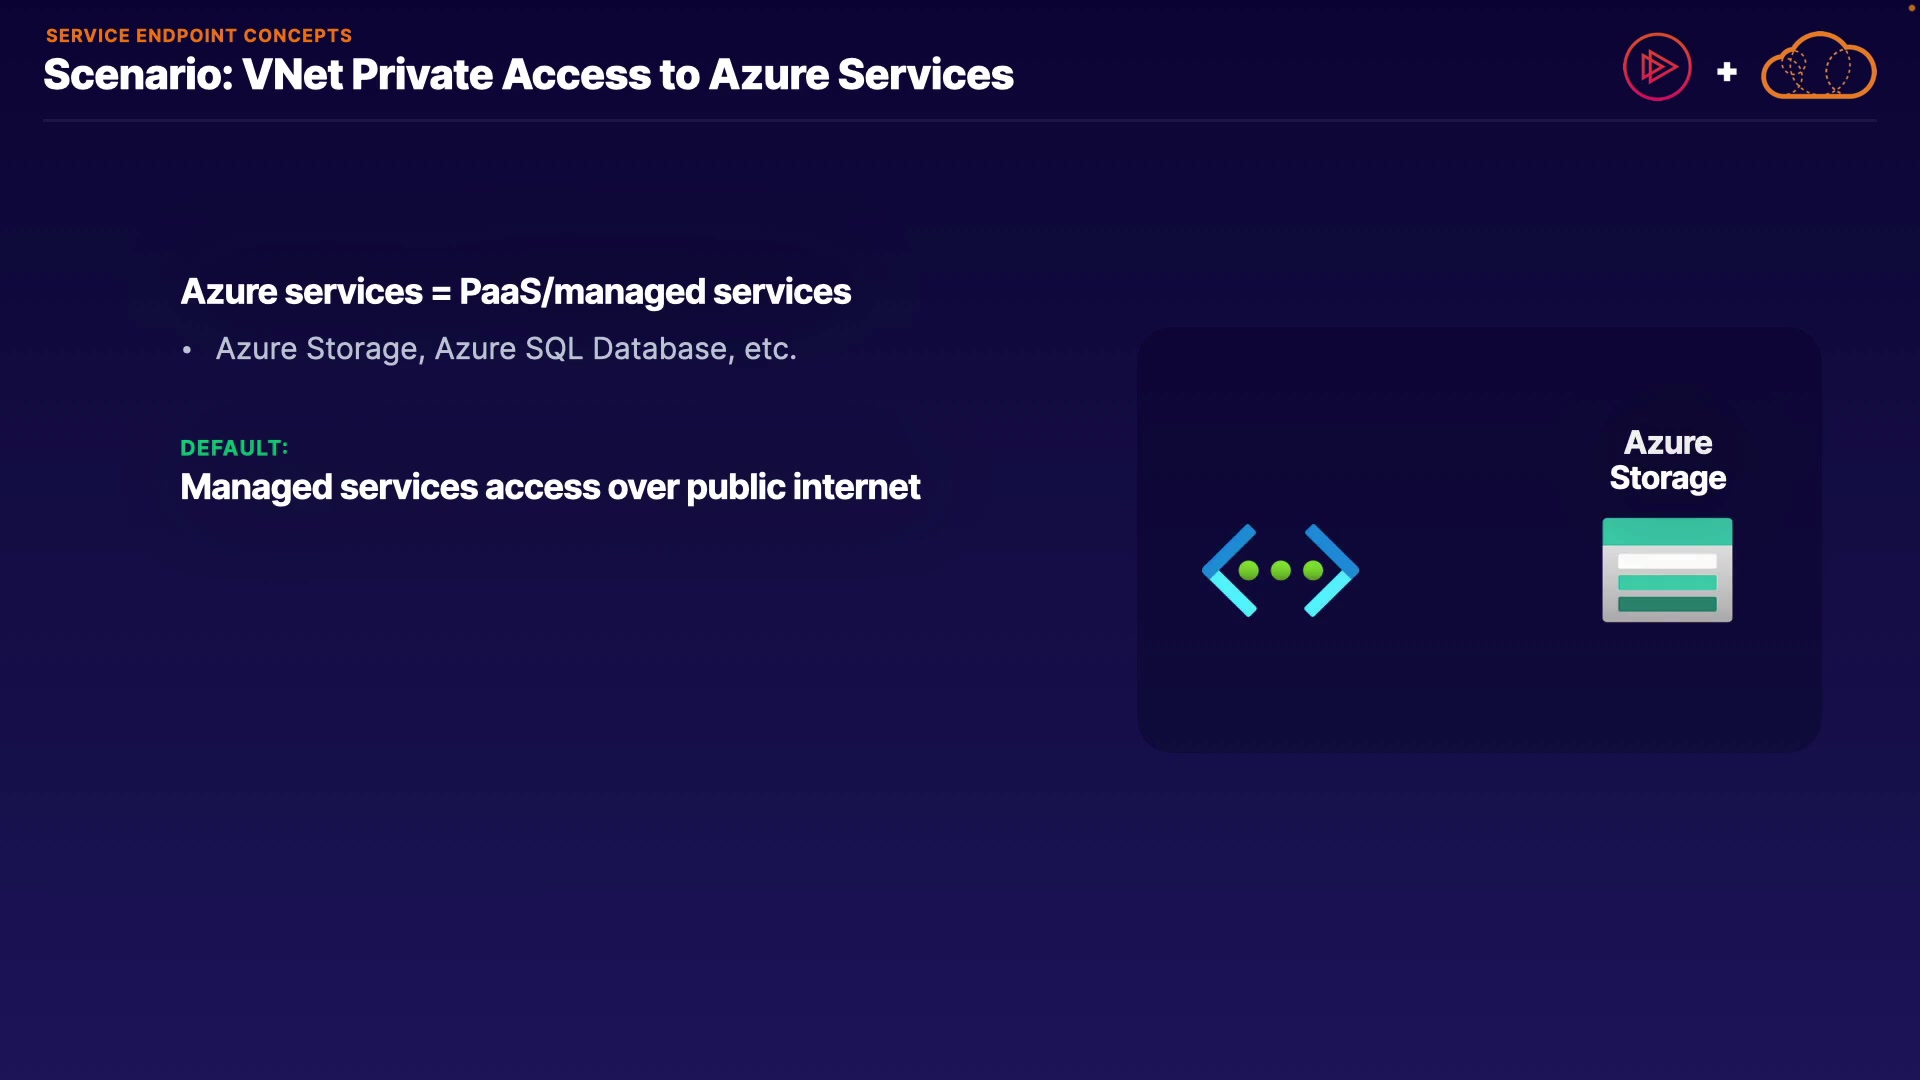 SERVICE ENDPOINT CONCEPTS
Scenario: VNet Private Access to Azure Services
Azure services = PaaS/managed services
• Azure Storage, Azure SQL Database, etc.
DEFAULT:
Managed services access over public internet
Azure
Storage